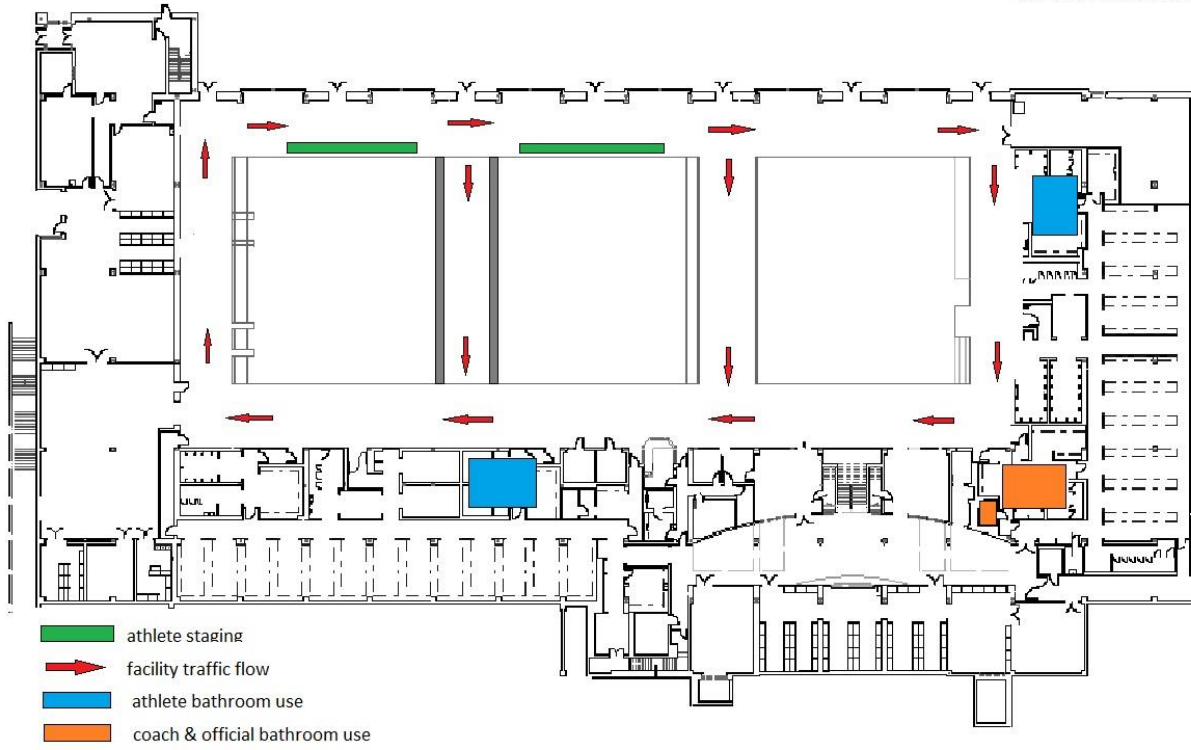 athlete staging
facility traffic flow
athlete bathroom use
coach & official bathroom use